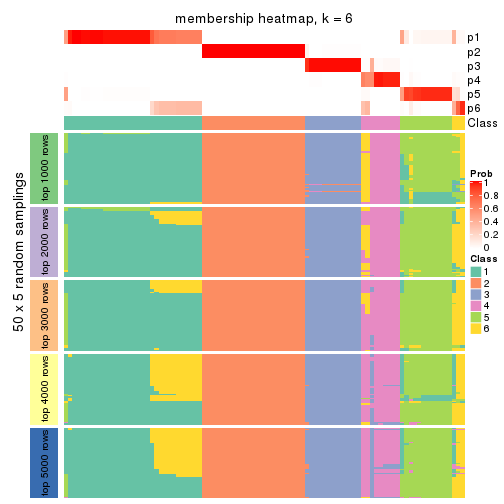 membership heatmap, k = 6
p1
p2
p3
p4
p5
p6
Class
50 x 5 random samplings
top 1000 rows
top 2000 rows
top 3000 rows
top 4000 rows
top 5000 rows
Prob
1
0.8
0.6
0.4
0.2
0
Class
1
2
3
4
5
6